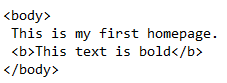 <body>
 This is my first homepage.
 <b>This text is bold</b>
</body>